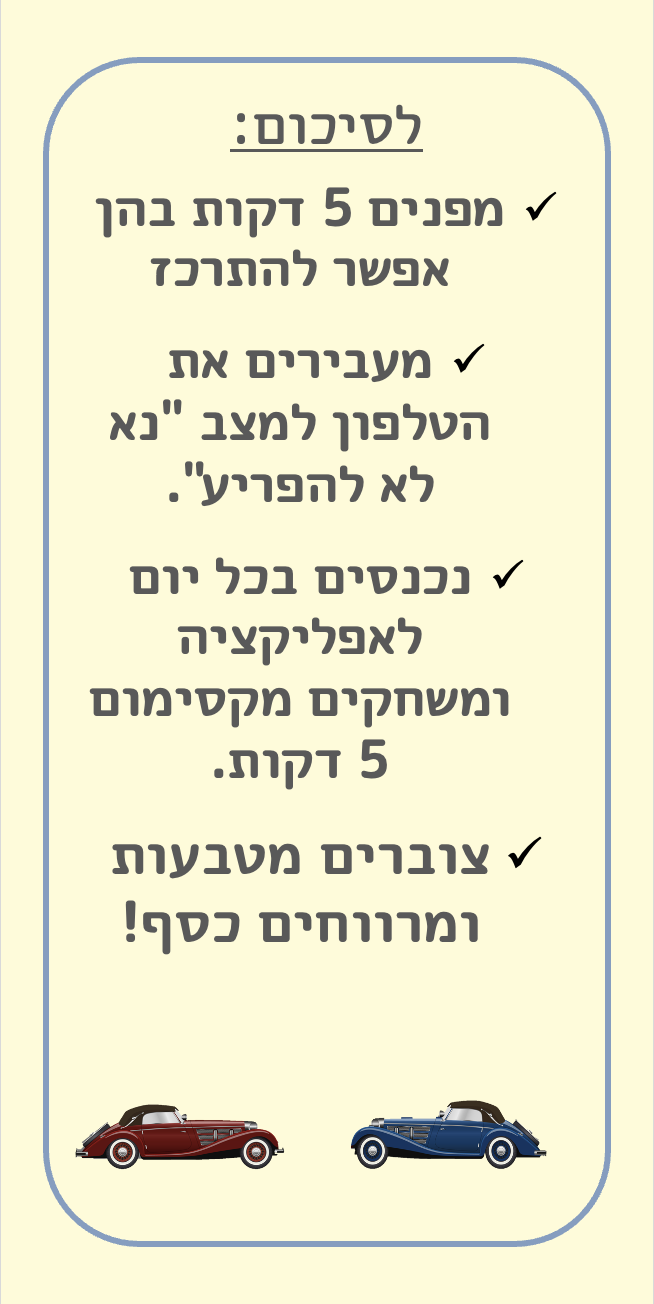 לסיכום:
✓ מפנים 5 דקות בהן
אפשר להתרכז
✓ מעבירים את
הטלפון למצב "נא
לא להפריע".
✓ נכנסים בכל יום
לאפליקציה
ומשחקים מקסימום
5 דקות.
✓ צוברים מטבעות
ומרווחים כסף!